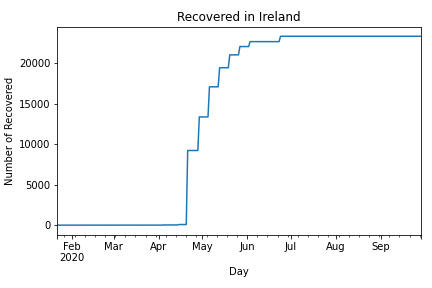 Recovered in Ireland
Number of Recovered
20000
15000
10000
5000
0
Feb Mar Apr May Jun Jul Aug Sep
2020
Day